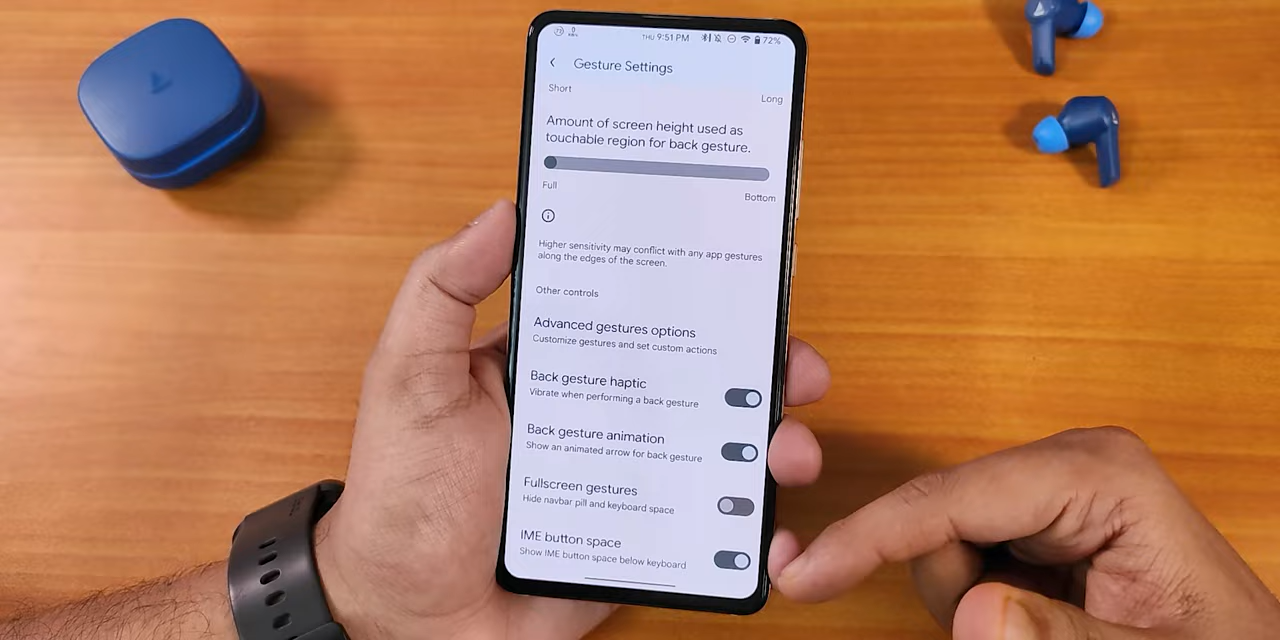 THU 9:51 PM 72%
Gesture Settings
Short Long
Amount of screen height used as
touchable region for back gesture.
Full Bottom
Higher sensitivity may conflict with any app gestures
along the edges of the screen.
Other controls
Advanced gestures options
Customize gestures and set custom actions
Back gesture haptic
Vibrate when performing a back gesture
Back gesture animation
Show an animated arrow for back gesture
Fullscreen gestures
Hide navbar pill and keyboard space
IME button space
Show IME button space below keyboard